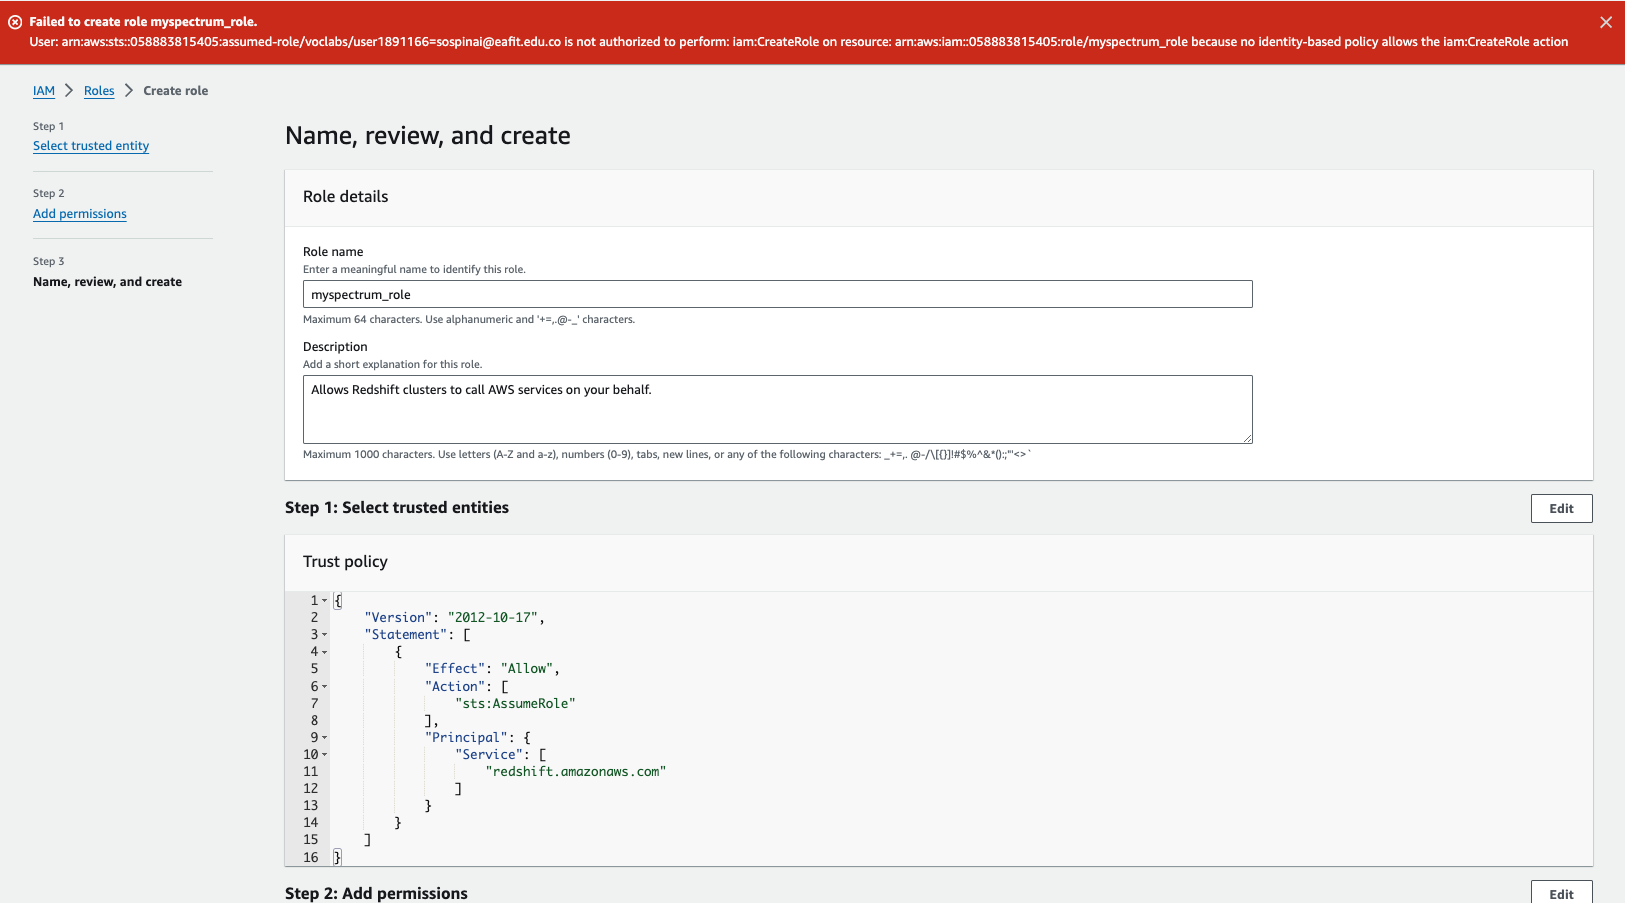 Failed to create role myspectrum_role.
User: arn:aws:sts::058883815405:assumed-role/voclabs/user1891166=sospinai@eafit.edu.co is not authorized to perform: iam:CreateRole on resource: arn:aws:iam::058883815405:role/myspectrum_role because no identity-based policy allows the iam:CreateRole action
IAM > Roles > Create role
Step 1
Select trusted entity
Step 2
Add permissions
Step 3
Name, review, and create
Name, review, and create
Role details
Role name
Enter a meaningful name to identify this role.
myspectrum_role
Maximum 64 characters. Use alphanumeric and '+=,.@-_' characters.
Description
Add a short explanation for this role.
Allows Redshift clusters to call AWS services on your behalf.
Maximum 1000 characters. Use letters (A-Z and a-z), numbers (0-9), tabs, new lines, or any of the following characters: _+=,. @-/\[{}]!#$%^&*();:"'<>`
Step 1: Select trusted entities
Edit
Trust policy
1 {
2     "Version": "2012-10-17",
3     "Statement": [
4         {
5             "Effect": "Allow",
6             "Action": [
7                 "sts:AssumeRole"
8             ],
9             "Principal": {
10                 "Service": [
11                     "redshift.amazonaws.com"
12                 ]
13             }
14         }
15     ]
16 }
Step 2: Add permissions
Edit